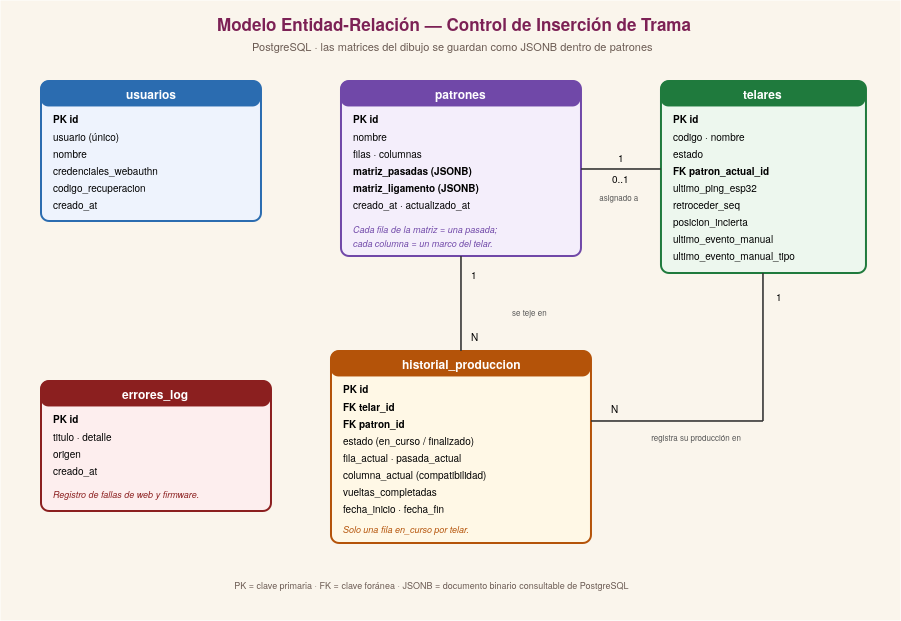 Modelo Entidad-Relación — Control de Inserción de Trama
PostgreSQL · las matrices del dibujo se guardan como JSONB dentro de patrones
usuarios
PK id
usuario (único)
nombre
credenciales_webauthn
codigo_recuperacion
creado_at
patrones
PK id
nombre
filas · columnas
matriz_pasadas (JSONB)
matriz_ligamento (JSONB)
creado_at · actualizado_at
Cada fila de la matriz = una pasada;
cada columna = un marco del telar.
1
0..1
asignado a
telares
PK id
codigo · nombre
estado
FK patron_actual_id
ultimo_ping_esp32
retroceder_seq
posicion_incierta
ultimo_evento_manual
ultimo_evento_manual_tipo
1
se teje en
N
1
errores_log
PK id
titulo · detalle
origen
creado_at
Registro de fallas de web y firmware.
historial_produccion
PK id
FK telar_id
FK patron_id
estado (en_curso / finalizado)
fila_actual · pasada_actual
columna_actual (compatibilidad)
vueltas_completadas
fecha_inicio · fecha_fin
Solo una fila en_curso por telar.
N
registra su producción en
PK = clave primaria · FK = clave foránea · JSONB = documento binario consultable de PostgreSQL